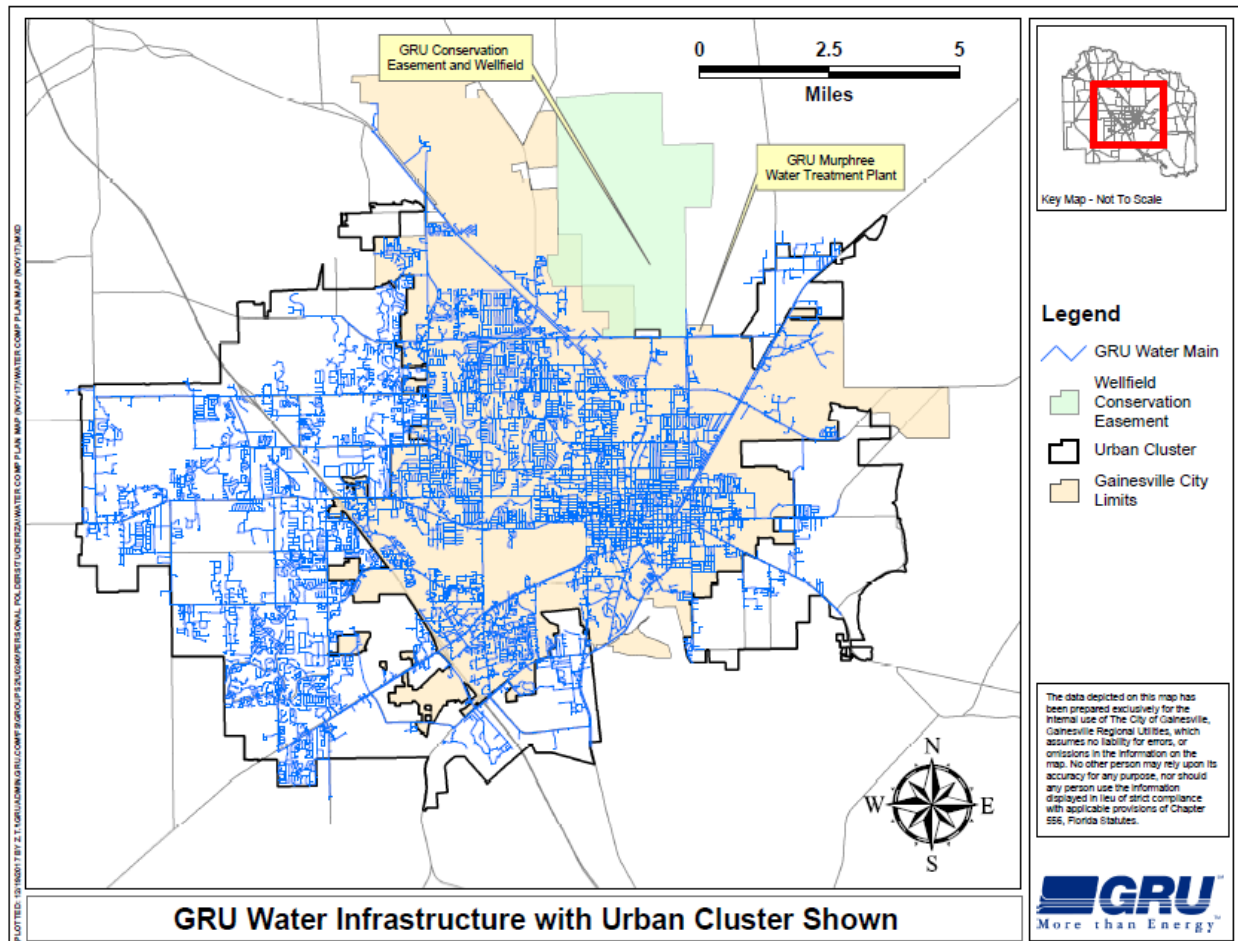 GRU Conservation
Easement and Wellfield
0 2.5 5
Miles
GRU Murphree
Water Treatment Plant
Key Map - Not To Scale
Legend
GRU Water Main
Wellfield
Conservation
Easement
Urban Cluster
Gainesville City
Limits
The data depicted on this map has
been prepared exclusively for the
internal use of The City of Gainesville,
Gainesville Regional Utilities, which
assumes no liability for errors, or
omissions in the information on the
map. No other person may rely upon its
accuracy for any purpose, nor should
any person use the information
displayed in lieu of strict compliance
with applicable provisions of Chapter
556, Florida Statutes.
N
W E
S
GRU
More than Energy
GRU Water Infrastructure with Urban Cluster Shown